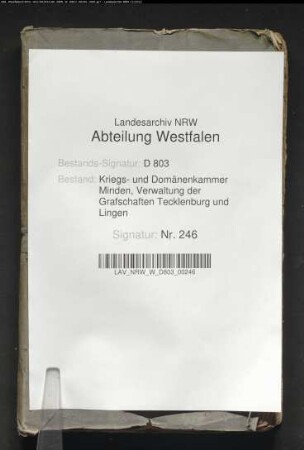 Landesarchiv NRW
Abteilung Westfalen
Bestands-Signatur: D 803
Bestand: Kriegs- und Domänenkammer
Minden, Verwaltung der
Grafschaften Tecklenburg und
Lingen
Signatur: Nr. 246
LAV_NRW_W_D803_00246